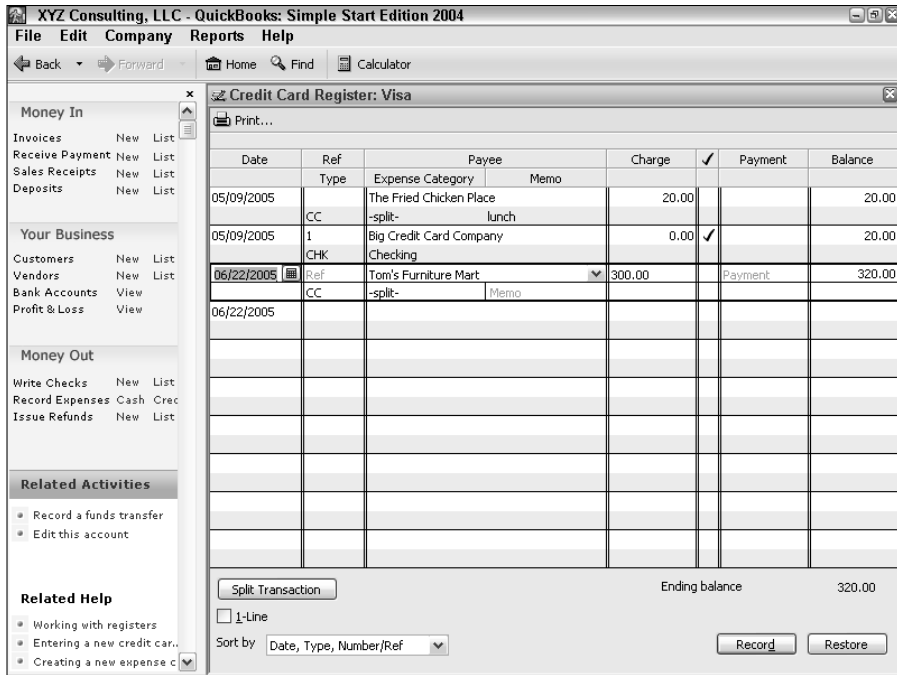 XYZ Consulting, LLC - QuickBooks: Simple Start Edition 2004
File Edit Company Reports Help
Back Forward Home Find Calculator
Money In
Invoices New List
Receive Payment New List
Sales Receipts New List
Deposits New List
Your Business
Customers New List
Vendors New List
Bank Accounts View
Profit & Loss View
Money Out
Write Checks New List
Record Expenses Cash Crec
Issue Refunds New List
Related Activities
Record a funds transfer
Edit this account
Related Help
Working with registers
Entering a new credit car..
Creating a new expense c
Credit Card Register: Visa
Print...
Date Ref Payee Charge ✓ Payment Balance
Type Expense Category Memo
05/09/2005 The Fried Chicken Place 20.00 20.00
CC -split- lunch
05/09/2005 1 Big Credit Card Company 0.00 ✓ 20.00
CHK Checking
06/22/2005 Ref Tom's Furniture Mart 300.00 Payment 320.00
CC -split- Memo
06/22/2005
Split Transaction Ending balance 320.00
1-Line
Sort by Date, Type, Number/Ref Record Restore